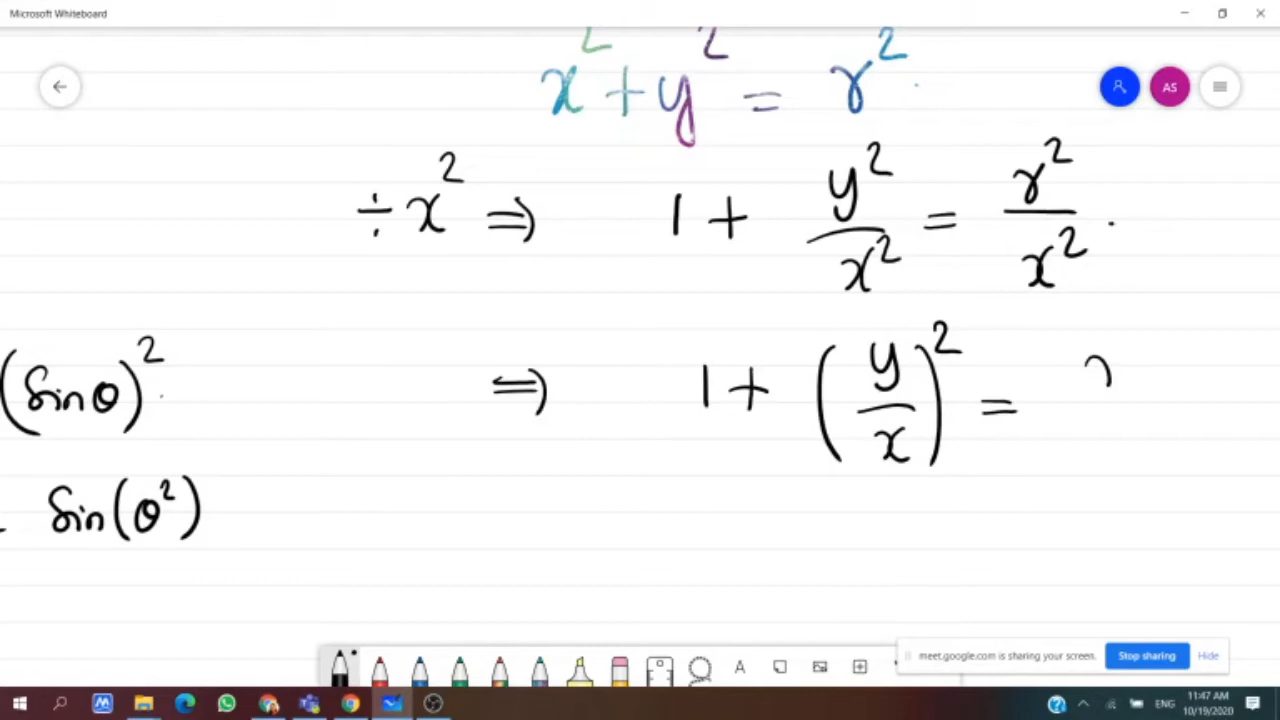 Microsoft Whiteboard
x² + y² = r²
AS
÷ x² ⇒ 1 + y²/x² = r²/x².
(sin θ)²
⇒ 1 + (y/x)² =
sin(θ²)
A
meet.google.com is sharing your screen.
Stop sharing
Hide
ENG
11:47 AM
10/19/2020